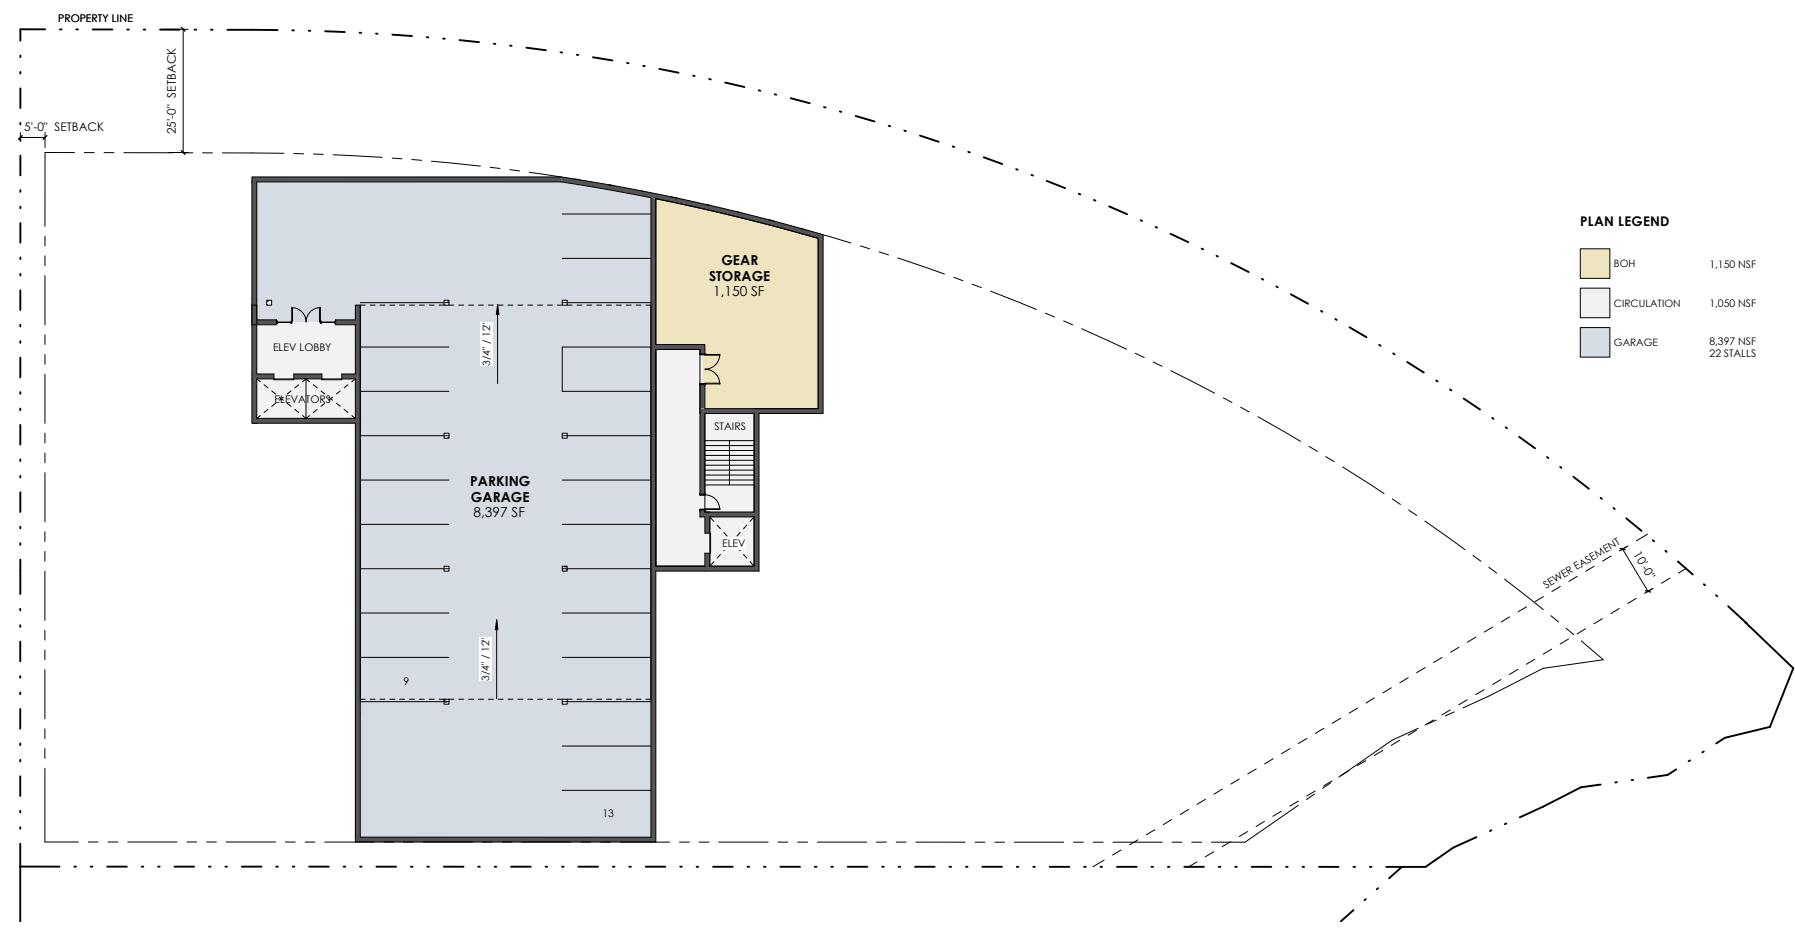 PROPERTY LINE
25'-0" SETBACK
5'-0" SETBACK
PLAN LEGEND
BOH 1,150 NSF
CIRCULATION 1,050 NSF
GARAGE 8,397 NSF
22 STALLS
GEAR
STORAGE
1,150 SF
3/4" / 12'
ELEV LOBBY
ELEVATORS
STAIRS
PARKING
GARAGE
8,397 SF
ELEV
SEWER EASEMENT
10'-0"
3/4" / 12'
9
13